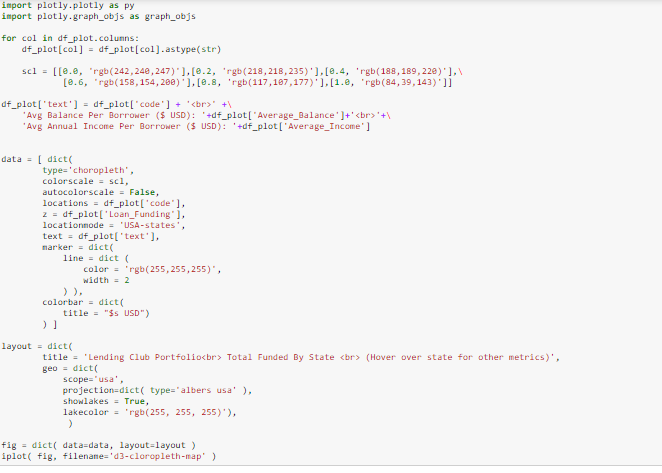 import plotly.plotly as py
import plotly.graph_objs as graph_objs
for col in df_plot.columns:
    df_plot[col] = df_plot[col].astype(str)
    scl = [[0.0, 'rgb(242,240,247)'],[0.2, 'rgb(218,218,235)'],[0.4, 'rgb(188,189,220)'],\
            [0.6, 'rgb(158,154,200)'],[0.8, 'rgb(117,107,177)'],[1.0, 'rgb(84,39,143)']]
df_plot['text'] = df_plot['code'] + '<br>' +\
    'Avg Balance Per Borrower ($ USD): '+df_plot['Average_Balance']+'<br>'+\
    'Avg Annual Income Per Borrower ($ USD): '+df_plot['Average_Income']
data = [ dict(
        type='choropleth',
        colorscale = scl,
        autocolorscale = False,
        locations = df_plot['code'],
        z = df_plot['Loan_Funding'],
        locationmode = 'USA-states',
        text = df_plot['text'],
        marker = dict(
            line = dict (
                color = 'rgb(255,255,255)',
                width = 2
            ) ),
        colorbar = dict(
            title = "$s USD")
        ) ]
layout = dict(
        title = 'Lending Club Portfolio<br> Total Funded By State <br> (Hover over state for other metrics)',
        geo = dict(
            scope='usa',
            projection=dict( type='albers usa' ),
            showlakes = True,
            lakecolor = 'rgb(255, 255, 255)'),
             )
fig = dict( data=data, layout=layout )
iplot( fig, filename='d3-cloropleth-map' )